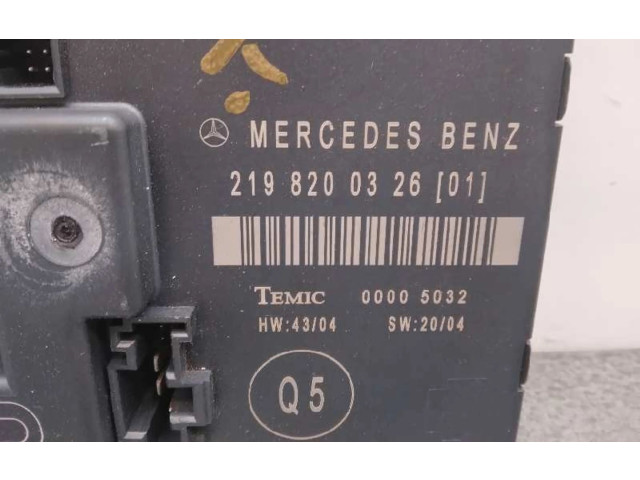 MERCEDES BENZ
219 820 03 26 [01]
TEMIC 0000 5032
HW:43/04 SW:20/04
Q5